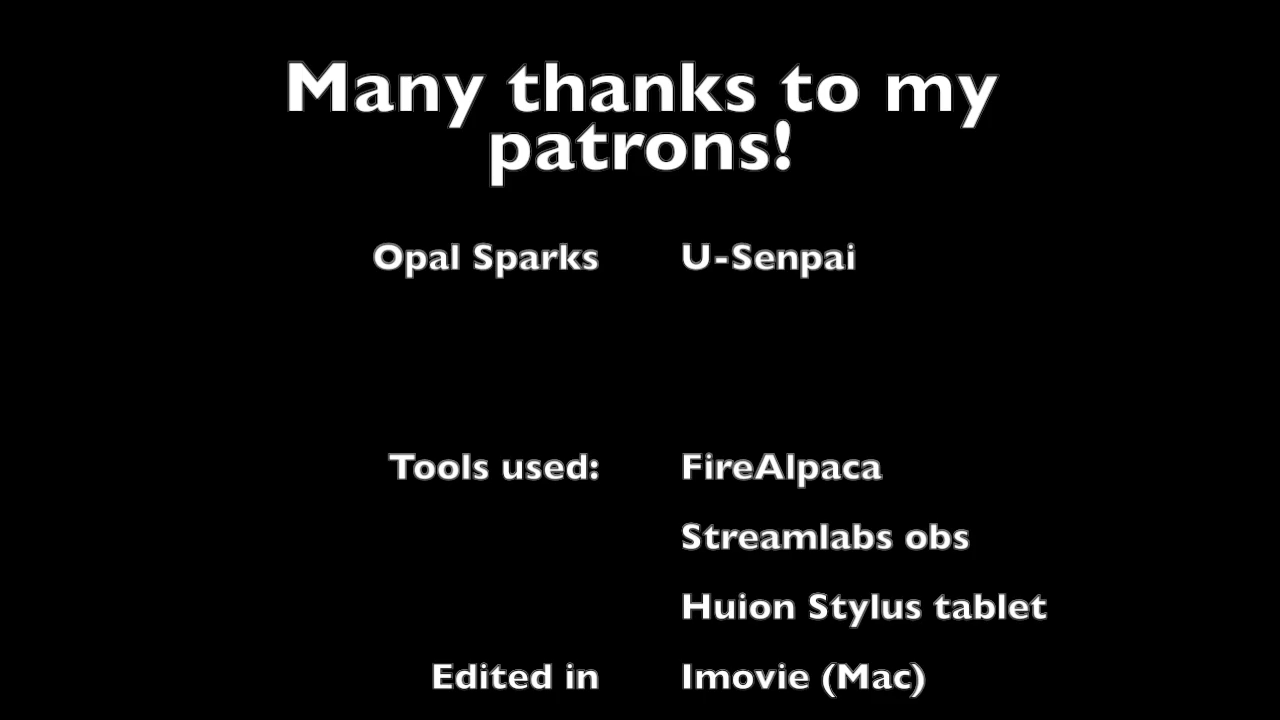 Many thanks to my
patrons!
Opal Sparks U-Senpai
Tools used: FireAlpaca
Streamlabs obs
Huion Stylus tablet
Edited in Imovie (Mac)